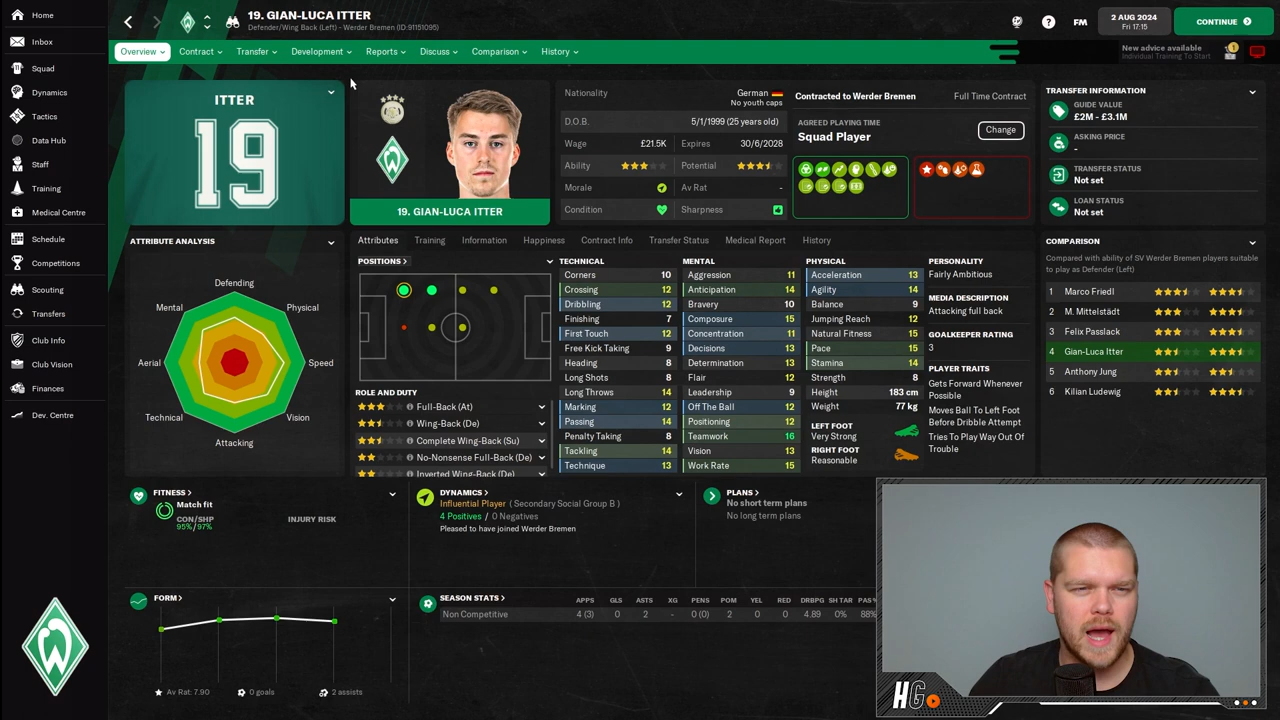 Home
Inbox
Squad
Dynamics
Tactics
Data Hub
Staff
Training
Medical Centre
Schedule
Competitions
Scouting
Transfers
Club Info
Club Vision
Finances
Dev. Centre
19. GIAN-LUCA ITTER
Defender/Wing Back (Left) - Werder Bremen (ID:91151095)
FM
2 AUG 2024
Fri 17:15
CONTINUE
Overview
Contract
Transfer
Development
Reports
Discuss
Comparison
History
New advice available
Individual Training To Start
1
ITTER
19
19. GIAN-LUCA ITTER
Nationality German
No youth caps
D.O.B. 5/1/1999 (25 years old)
Wage £21.5K Expires 30/6/2028
Ability Potential
Morale Av Rat -
Condition Sharpness
Contracted to Werder Bremen Full Time Contract
AGREED PLAYING TIME
Squad Player
Change
TRANSFER INFORMATION
GUIDE VALUE
£2M - £3.1M
ASKING PRICE
-
TRANSFER STATUS
Not set
LOAN STATUS
Not set
ATTRIBUTE ANALYSIS
Defending
Mental Physical
Aerial Speed
Technical Vision
Attacking
Attributes Training Information Happiness Contract Info Transfer Status Medical Report History
POSITIONS >
ROLE AND DUTY
Full-Back (At)
Wing-Back (De)
Complete Wing-Back (Su)
No-Nonsense Full-Back (De)
Inverted Wing-Back (De)
TECHNICAL
Corners 10
Crossing 12
Dribbling 12
Finishing 7
First Touch 12
Free Kick Taking 9
Heading 8
Long Shots 8
Long Throws 14
Marking 12
Passing 14
Penalty Taking 8
Tackling 14
Technique 13
MENTAL
Aggression 11
Anticipation 14
Bravery 10
Composure 15
Concentration 11
Decisions 13
Determination 13
Flair 12
Leadership 9
Off The Ball 12
Positioning 12
Teamwork 16
Vision 13
Work Rate 15
PHYSICAL
Acceleration 13
Agility 14
Balance 9
Jumping Reach 12
Natural Fitness 15
Pace 15
Stamina 14
Strength 8
Height 183 cm
Weight 77 kg
LEFT FOOT
Very Strong
RIGHT FOOT
Reasonable
PERSONALITY
Fairly Ambitious
MEDIA DESCRIPTION
Attacking full back
GOALKEEPER RATING
3
PLAYER TRAITS
Gets Forward Whenever
Possible
Moves Ball To Left Foot
Before Dribble Attempt
Tries To Play Way Out Of
Trouble
COMPARISON
Compared with ability of SV Werder Bremen players suitable
to play as Defender (Left)
1 Marco Friedl
2 M. Mittelstädt
3 Felix Passlack
4 Gian-Luca Itter
5 Anthony Jung
6 Kilian Ludewig
FITNESS >
Match fit
CON/SHP
95%/97%
INJURY RISK
DYNAMICS >
Influential Player ( Secondary Social Group B )
4 Positives / 0 Negatives
Pleased to have joined Werder Bremen
PLANS >
No short term plans
No long term plans
FORM >
Av Rat: 7.90 0 goals 2 assists
SEASON STATS > APPS GLS ASTS XG PENS POM YEL RED DRBPG SH TAR PAS%
Non Competitive 4 (3) 0 2 - 0 (0) 2 0 0 4.89 0% 88%
HG